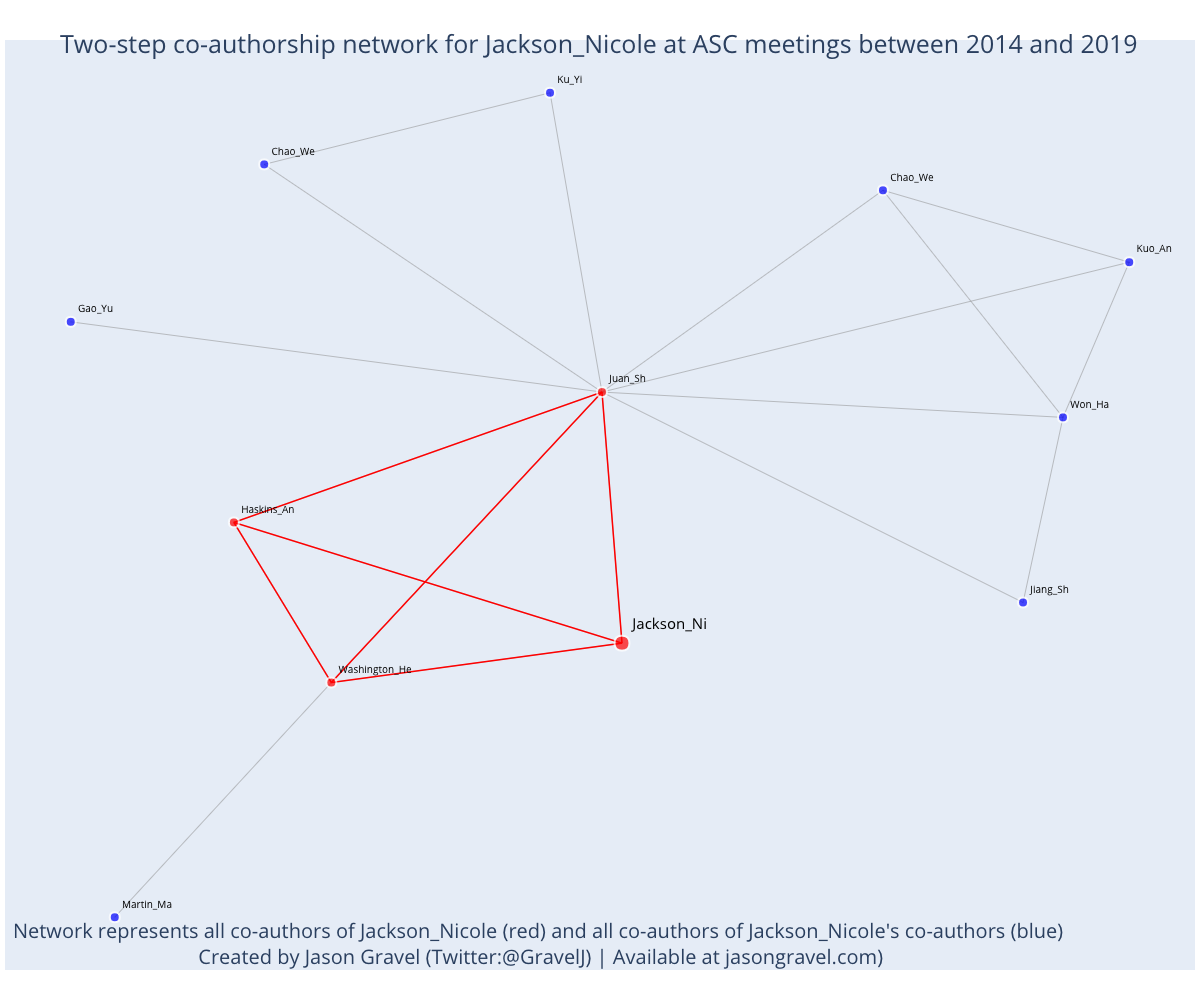 Two-step co-authorship network for Jackson_Nicole at ASC meetings between 2014 and 2019
Ku_Yi
Chao_We
Chao_We
Kuo_An
Gao_Yu
Juan_Sh
Won_Ha
Haskins_An
Jiang_Sh
Jackson_Ni
Washington_He
Martin_Ma
Network represents all co-authors of Jackson_Nicole (red) and all co-authors of Jackson_Nicole's co-authors (blue)
Created by Jason Gravel (Twitter:@GravelJ) | Available at jasongravel.com)